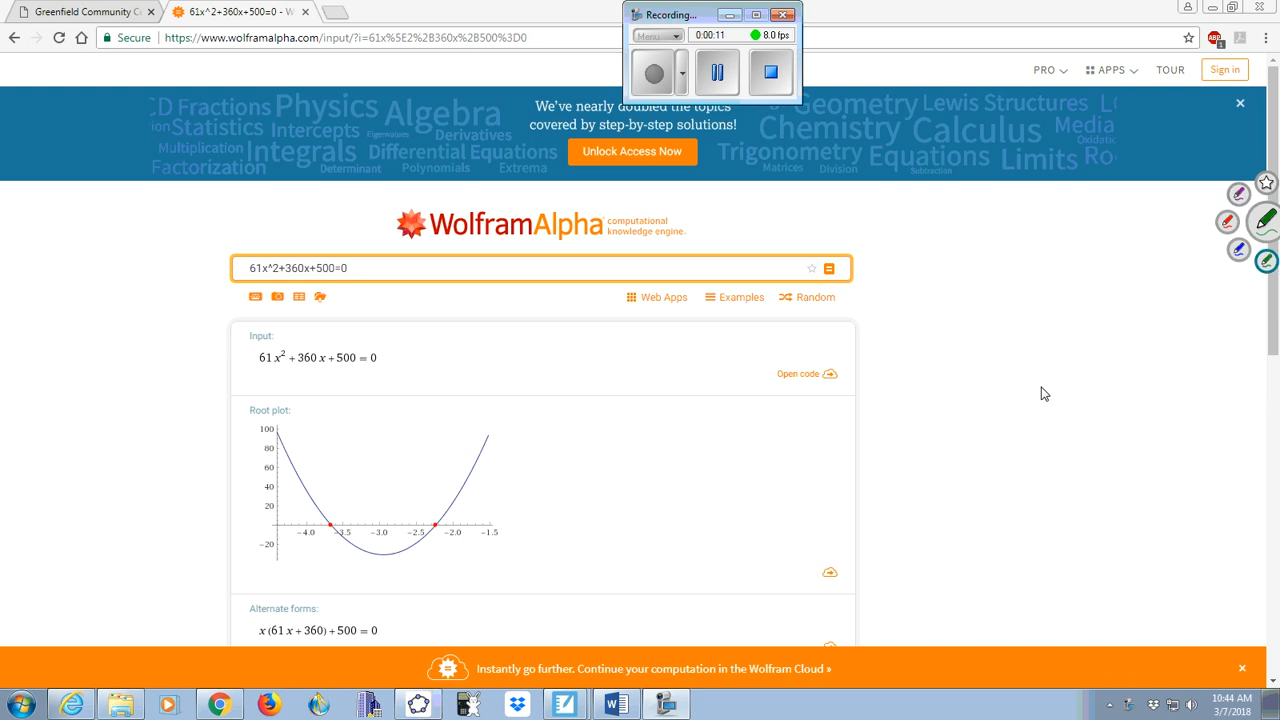 Greenfield Community C
61x^2+360x+500=0 - W
Recording...
Menu
0:00:11
8.0 fps
Secure
https://www.wolframalpha.com/input/?i=61x%5E2%2B360x%2B500%3D0
PRO
APPS
TOUR
Sign in
We've nearly doubled the topics
covered by step-by-step solutions!
Unlock Access Now
CD Fractions
Physics
Algebra
Statistics
Intercepts
Eigenvalues
Derivatives
Multiplication
Integrals
Differential Equations
Factorization
Determinant
Polynomials
Extrema
Geometry
Lewis Structures
Chemistry
Calculus
Media
Trigonometry
Equations
Limits
Ro
Matrices
Division
Subtraction
WolframAlpha computational
knowledge engine.
61x^2+360x+500=0
Web Apps
Examples
Random
Input:
61 x² + 360 x + 500 = 0
Open code
Root plot:
100
80
60
40
20
-20
-4.0
-3.5
-3.0
-2.5
-2.0
-1.5
Alternate forms:
x (61 x + 360) + 500 = 0
Instantly go further. Continue your computation in the Wolfram Cloud »
10:44 AM
3/7/2018